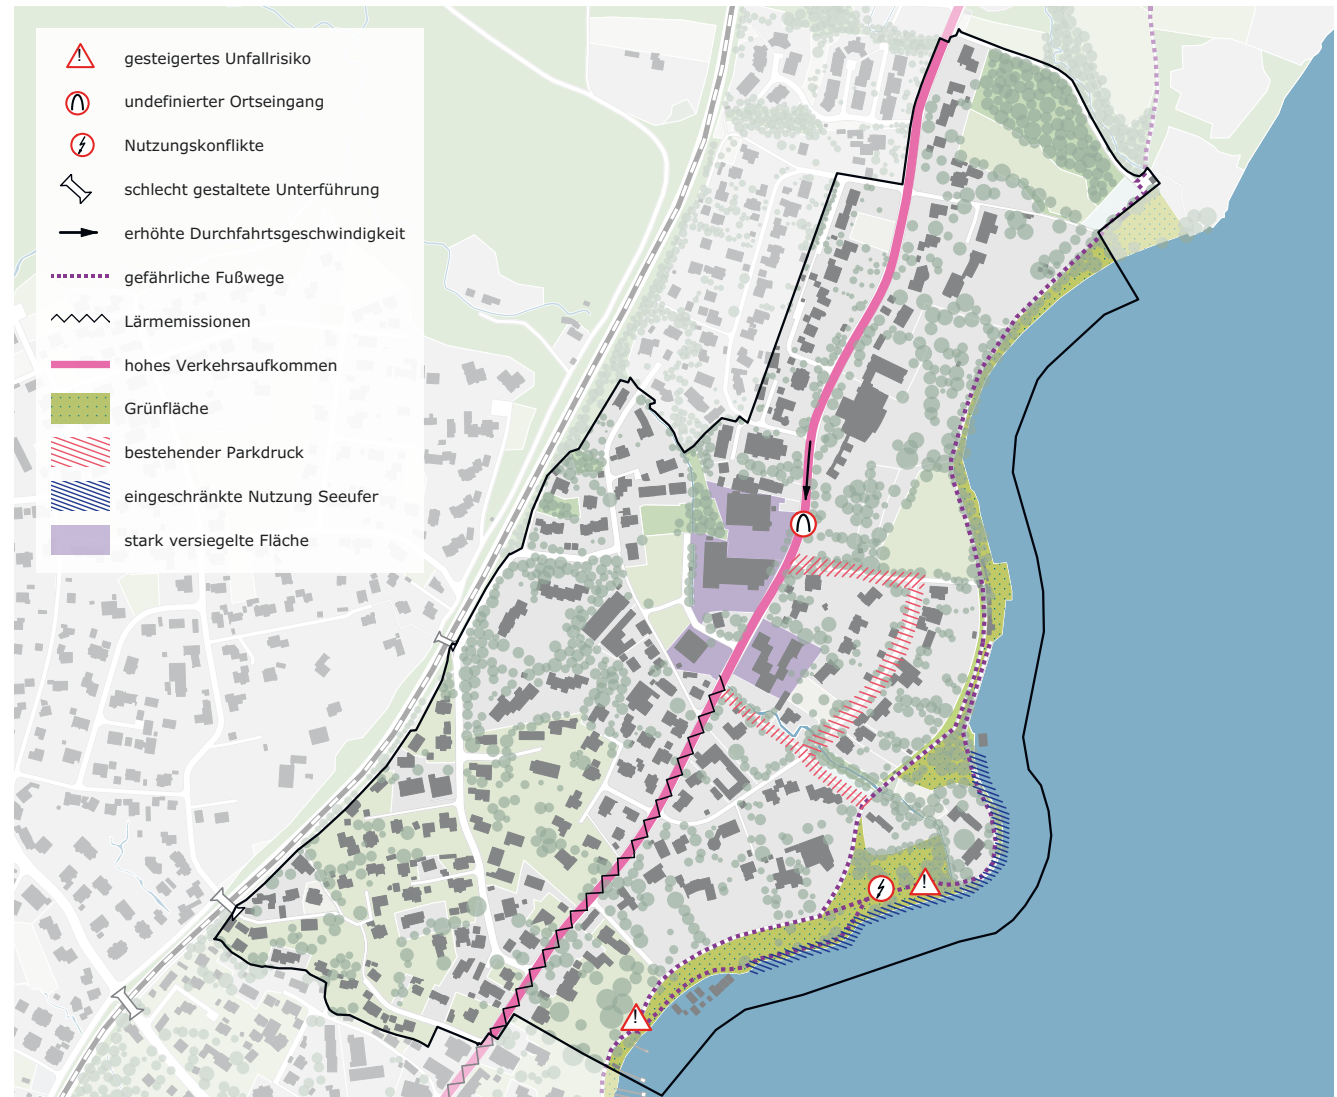 gesteigertes Unfallrisiko
undefinierter Ortseingang
Nutzungskonflikte
schlecht gestaltete Unterführung
erhöhte Durchfahrtsgeschwindigkeit
gefährliche Fußwege
Lärmemissionen
hohes Verkehrsaufkommen
Grünfläche
bestehender Parkdruck
eingeschränkte Nutzung Seeufer
stark versiegelte Fläche